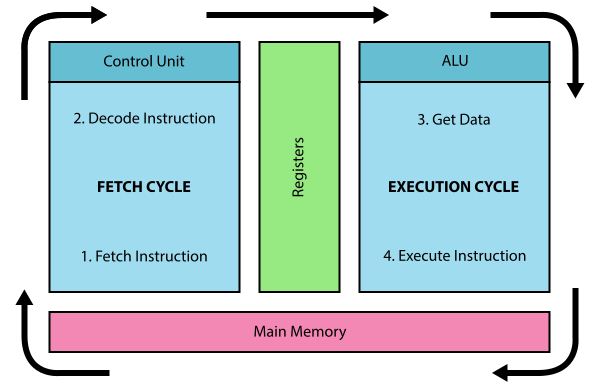 Control Unit
2. Decode Instruction
FETCH CYCLE
1. Fetch Instruction
Registers
ALU
3. Get Data
EXECUTION CYCLE
4. Execute Instruction
Main Memory